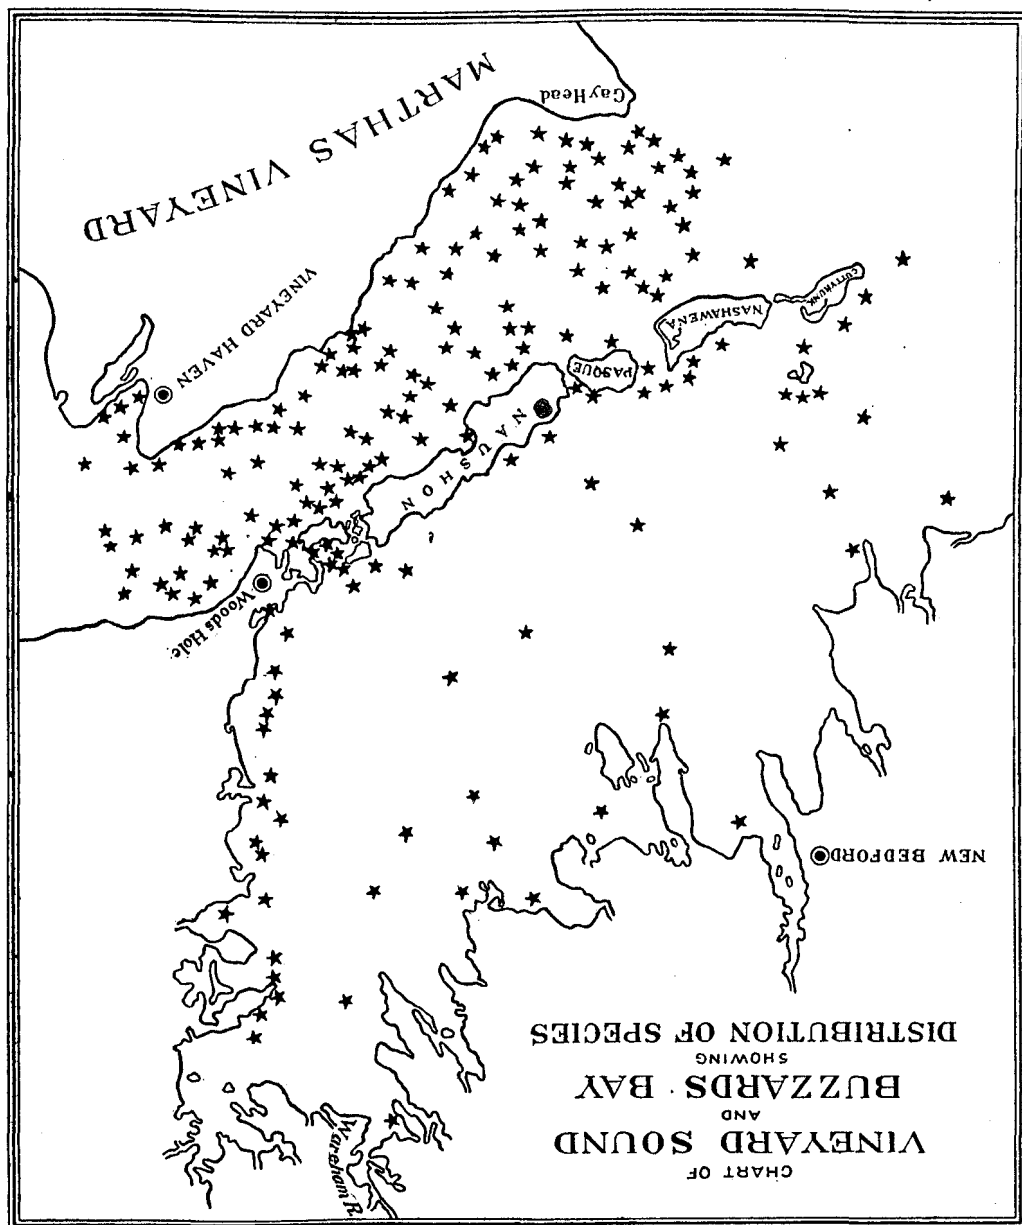 CHART OF
VINEYARD SOUND
AND
BUZZARDS BAY
SHOWING
DISTRIBUTION OF SPECIES
Wareham R.
NEW BEDFORD
Woods Hole
NAUSHON
PASQUE
NASHAWENA
CUTTYHUNK
VINEYARD HAVEN
Gay Head
MARTHAS VINEYARD